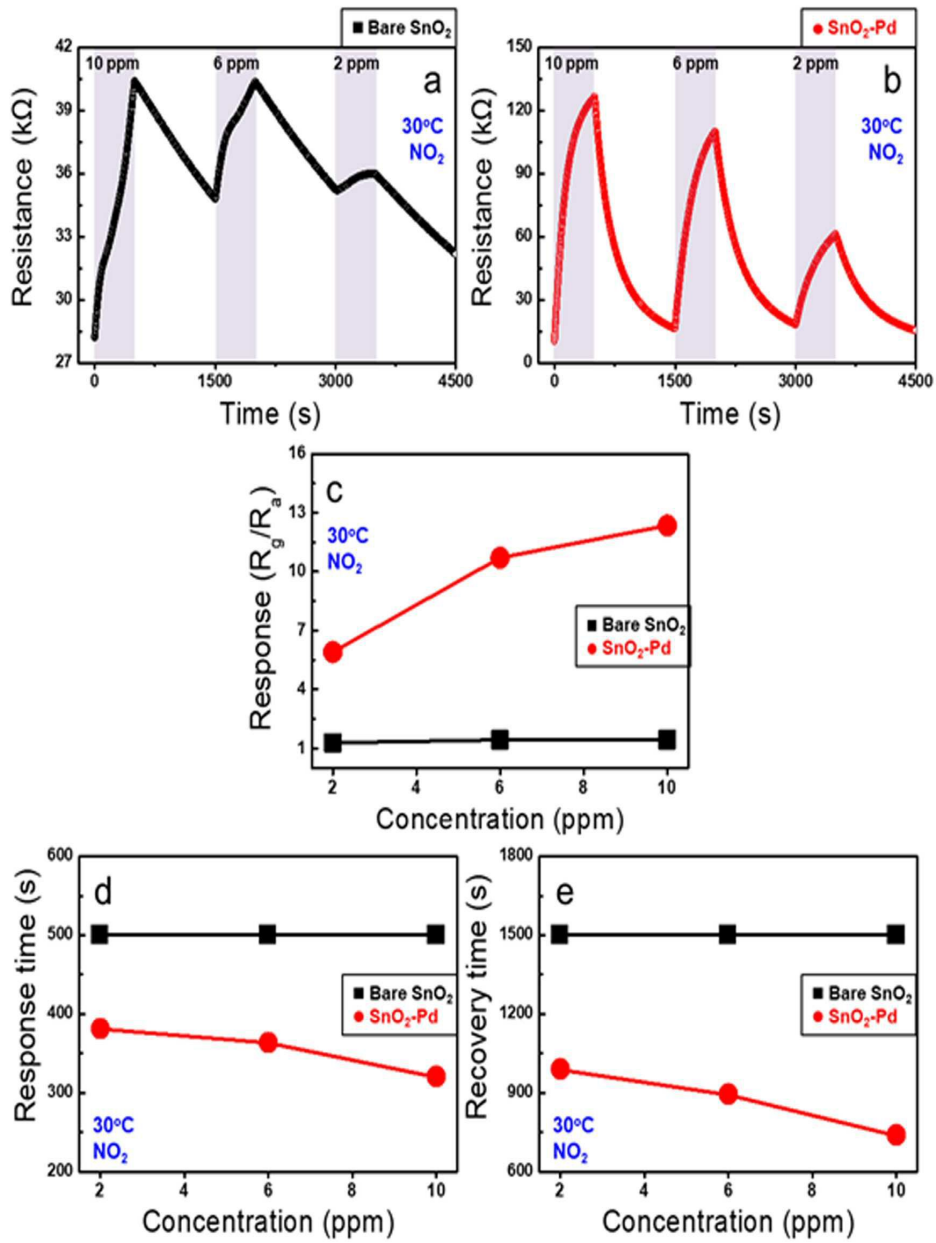 ■ Bare SnO₂
a
10 ppm
6 ppm
2 ppm
30°C
NO₂
42
39
36
33
30
27
Resistance (kΩ)
0
1500
3000
4500
Time (s)
● SnO₂-Pd
b
10 ppm
6 ppm
2 ppm
30°C
NO₂
150
120
90
60
30
0
Resistance (kΩ)
0
1500
3000
4500
Time (s)
c
30°C
NO₂
16
13
10
7
4
1
Response (Rg/Ra)
■ Bare SnO₂
● SnO₂-Pd
2
4
6
8
10
Concentration (ppm)
d
600
500
400
300
200
Response time (s)
■ Bare SnO₂
● SnO₂-Pd
30°C
NO₂
2
4
6
8
10
Concentration (ppm)
e
1800
1500
1200
900
600
Recovery time (s)
■ Bare SnO₂
● SnO₂-Pd
30°C
NO₂
2
4
6
8
10
Concentration (ppm)